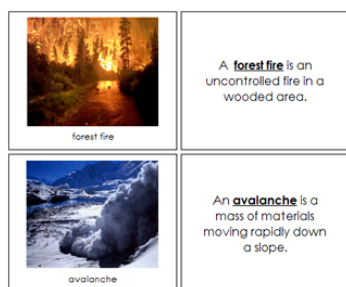 A forest fire is an
uncontrolled fire in a
wooded area.
forest fire
An avalanche is a
mass of materials
moving rapidly down
a slope.
avalanche